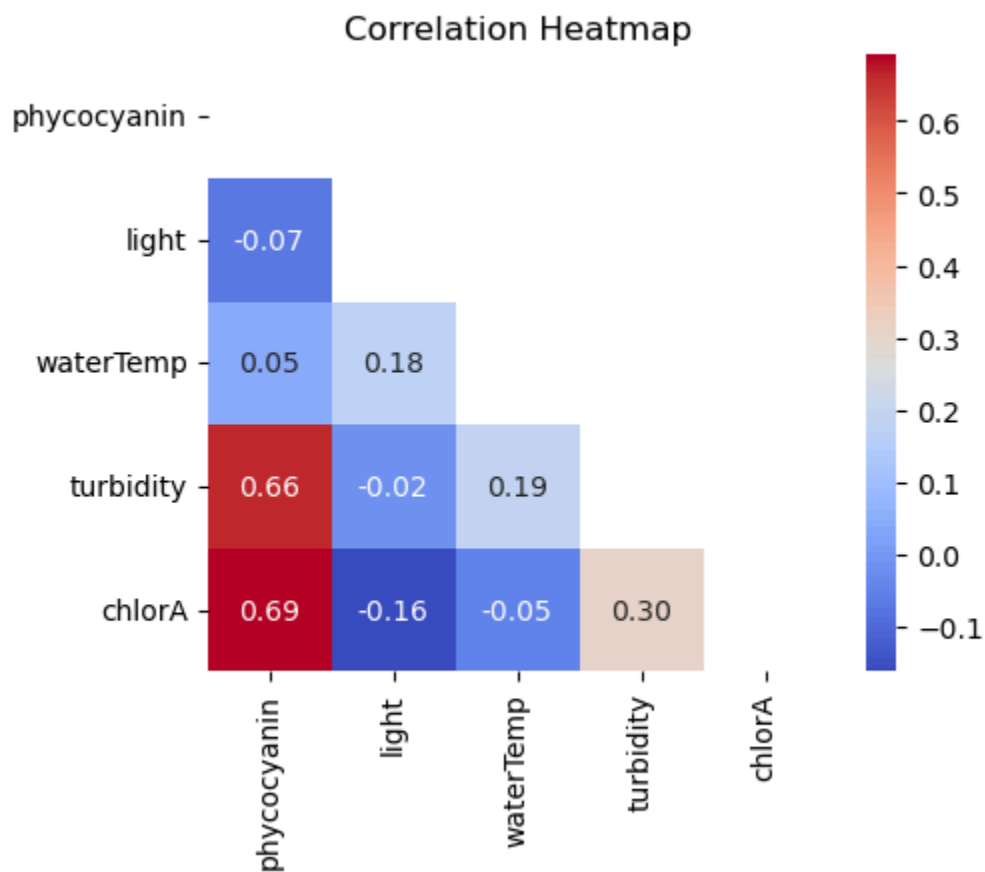 Correlation Heatmap
phycocyanin
light
-0.07
waterTemp
0.05 0.18
turbidity
0.66 -0.02 0.19
chlorA
0.69 -0.16 -0.05 0.30
phycocyanin
light
waterTemp
turbidity
chlorA
0.6
0.5
0.4
0.3
0.2
0.1
0.0
−0.1